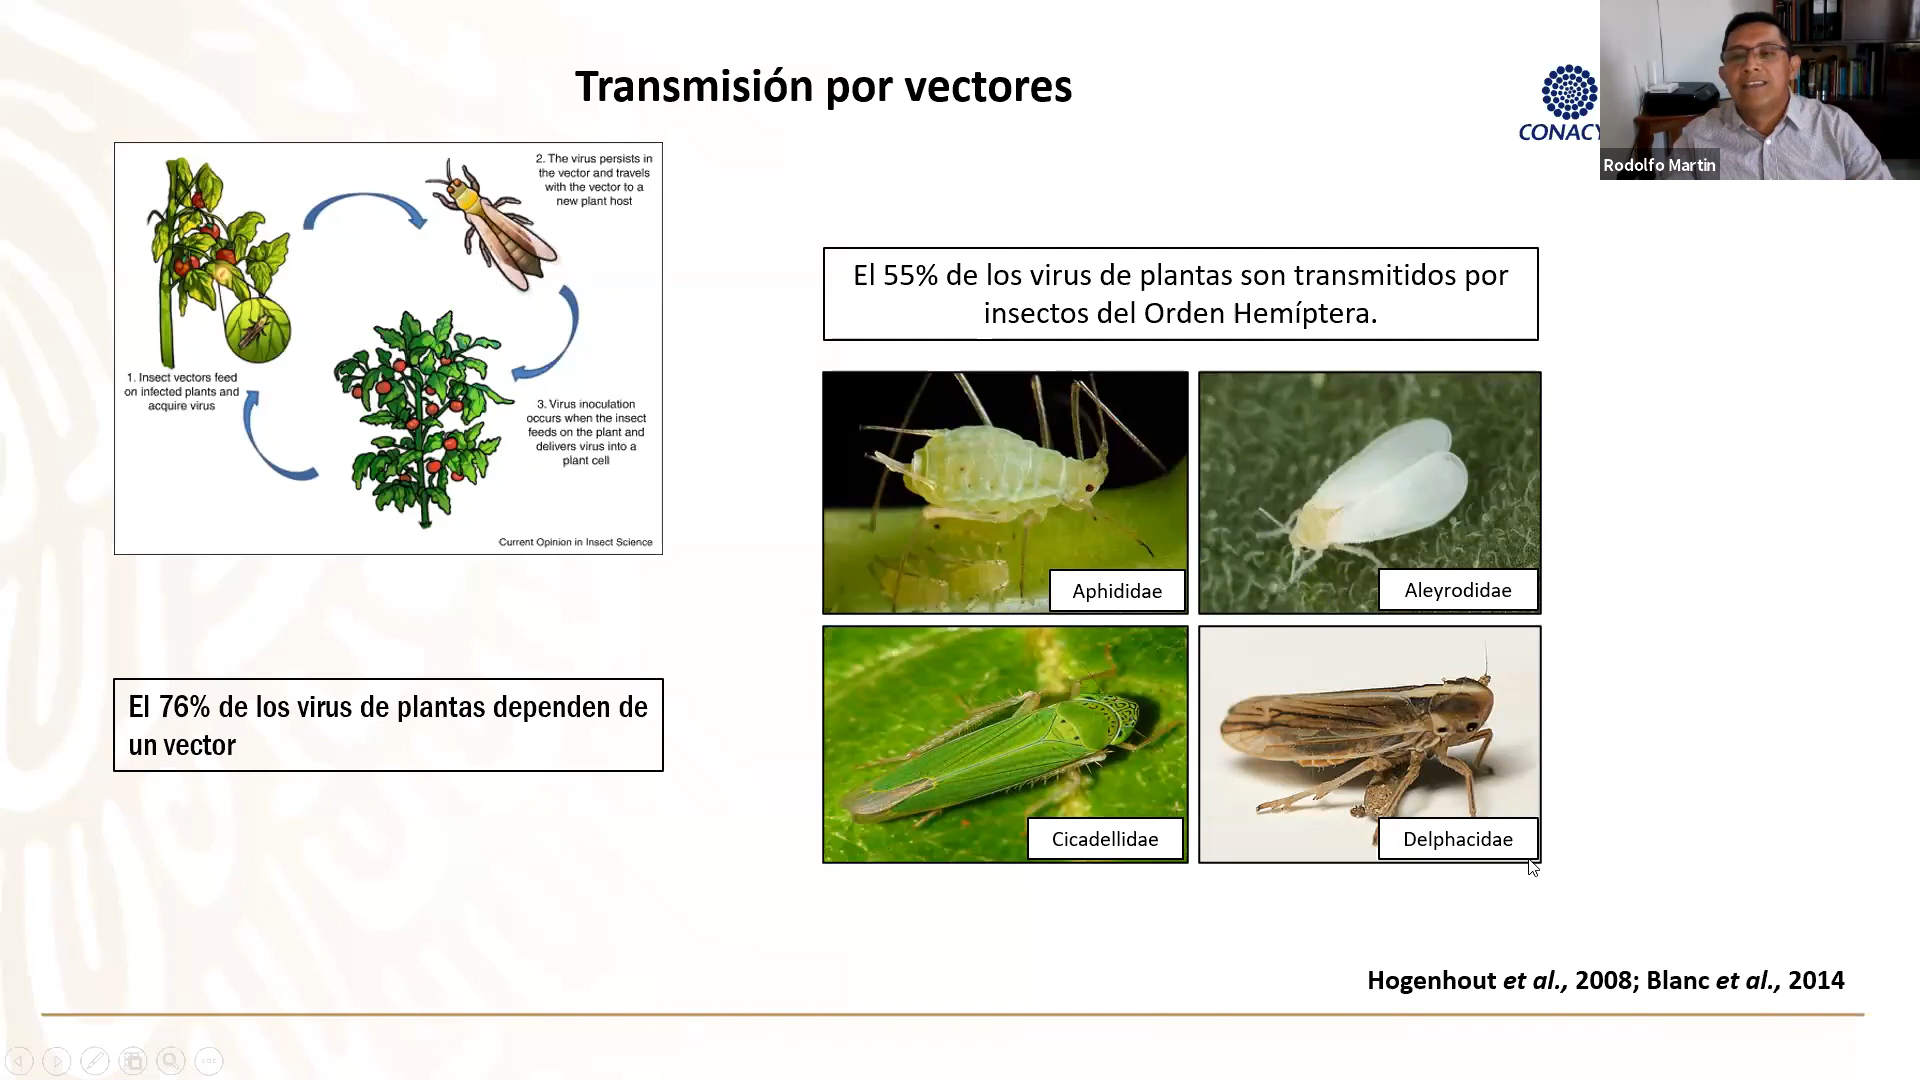 Transmisión por vectores
CONACY
Rodolfo Martin
2. The virus persists in
the vector and travels
with the vector to a
new plant host
1. Insect vectors feed
on infected plants and
acquire virus
3. Virus inoculation
occurs when the insect
feeds on the plant and
delivers virus into a
plant cell
Current Opinion in Insect Science
El 76% de los virus de plantas dependen de
un vector
El 55% de los virus de plantas son transmitidos por
insectos del Orden Hemíptera.
Aphididae
Aleyrodidae
Cicadellidae
Delphacidae
Hogenhout et al., 2008; Blanc et al., 2014